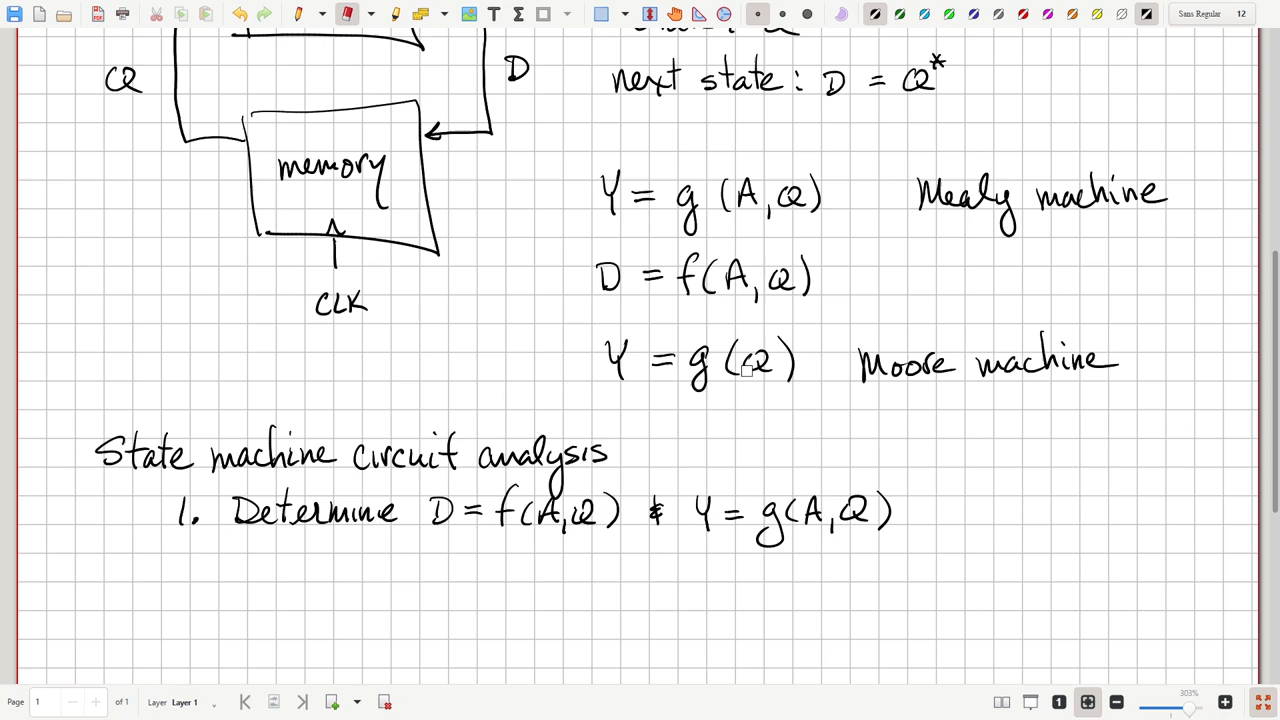 Sans Regular 12
Q
D
next state: D = Q*
memory
Y = g (A,Q) Mealy machine
D = f(A,Q)
CLK
Y = g (Q) Moore machine
State machine circuit analysis
1. Determine D = f(A,Q) & Y = g(A,Q)
Page 1 of 1 Layer Layer 1 303%